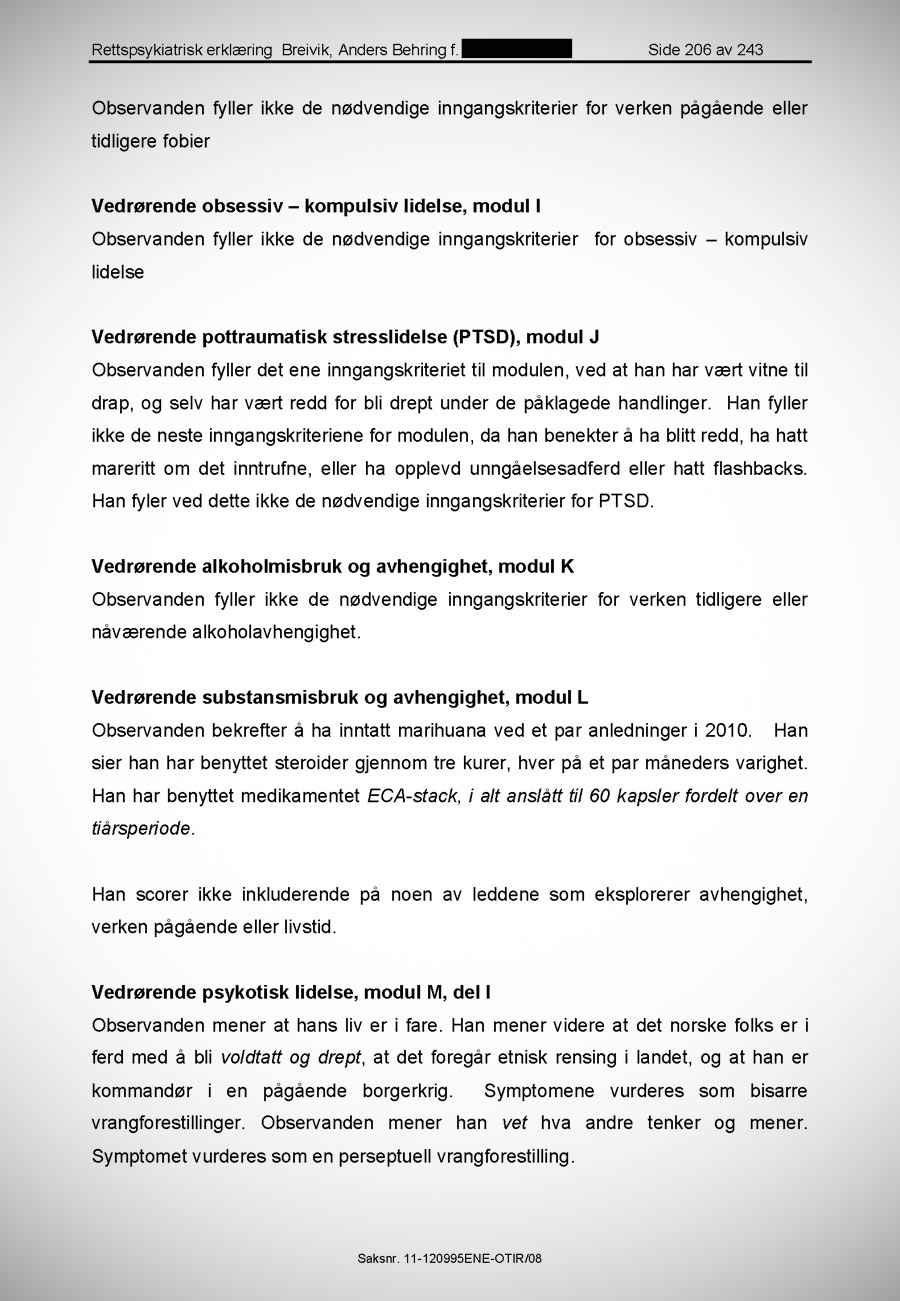 Rettspsykiatrisk erklæring  Breivik, Anders Behring f. Side 206 av 243
Observanden fyller ikke de nødvendige inngangskriterier for verken pågående eller
tidligere fobier
Vedrørende obsessiv – kompulsiv lidelse, modul I
Observanden fyller ikke de nødvendige inngangskriterier  for obsessiv – kompulsiv
lidelse
Vedrørende pottraumatisk stresslidelse (PTSD), modul J
Observanden fyller det ene inngangskriteriet til modulen, ved at han har vært vitne til
drap, og selv har vært redd for bli drept under de påklagede handlinger.  Han fyller
ikke de neste inngangskriteriene for modulen, da han benekter å ha blitt redd, ha hatt
mareritt om det inntrufne, eller ha opplevd unngåelsesadferd eller hatt flashbacks.
Han fyler ved dette ikke de nødvendige inngangskriterier for PTSD.
Vedrørende alkoholmisbruk og avhengighet, modul K
Observanden fyller ikke de nødvendige inngangskriterier for verken tidligere eller
nåværende alkoholavhengighet.
Vedrørende substansmisbruk og avhengighet, modul L
Observanden bekrefter å ha inntatt marihuana ved et par anledninger i 2010.   Han
sier han har benyttet steroider gjennom tre kurer, hver på et par måneders varighet.
Han har benyttet medikamentet ECA-stack, i alt anslått til 60 kapsler fordelt over en
tiårsperiode.
Han scorer ikke inkluderende på noen av leddene som eksplorerer avhengighet,
verken pågående eller livstid.
Vedrørende psykotisk lidelse, modul M, del I
Observanden mener at hans liv er i fare. Han mener videre at det norske folks er i
ferd med å bli voldtatt og drept, at det foregår etnisk rensing i landet, og at han er
kommandør i en pågående borgerkrig.  Symptomene vurderes som bisarre
vrangforestillinger. Observanden mener han vet hva andre tenker og mener.
Symptomet vurderes som en perseptuell vrangforestilling.
Saksnr. 11-120995ENE-OTIR/08